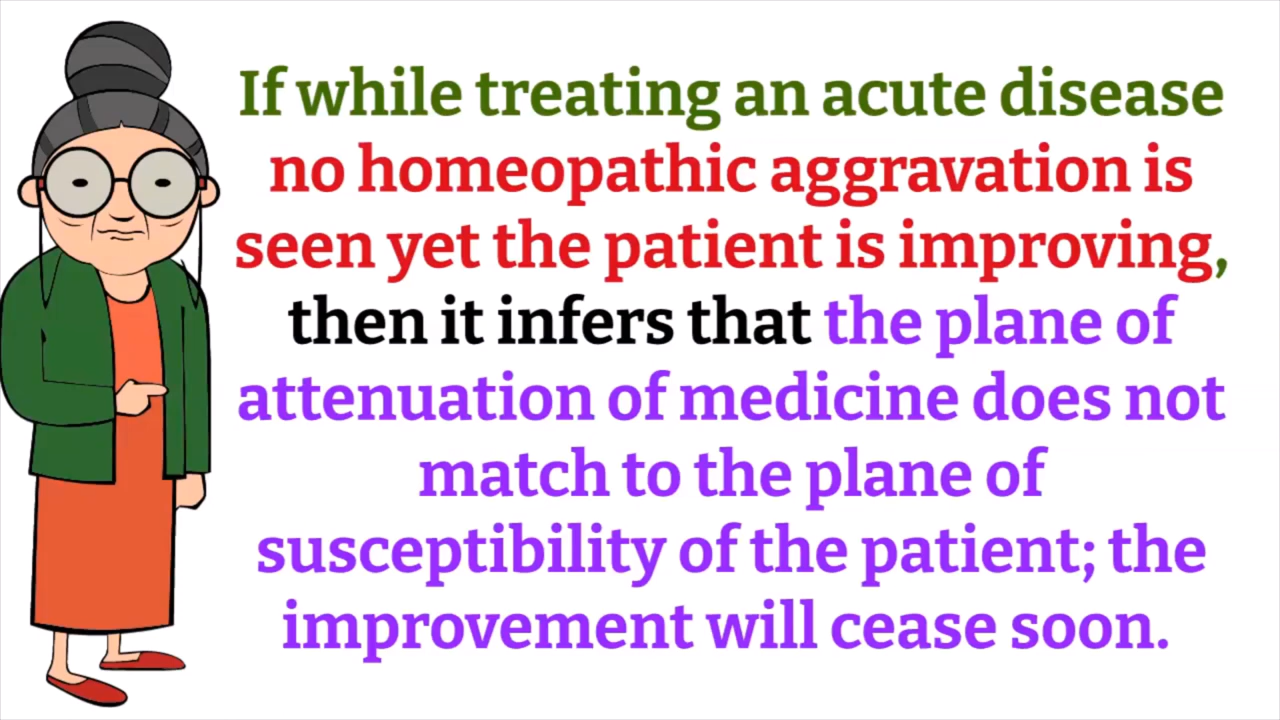 If while treating an acute disease
no homeopathic aggravation is
seen yet the patient is improving,
then it infers that the plane of
attenuation of medicine does not
match to the plane of
susceptibility of the patient; the
improvement will cease soon.